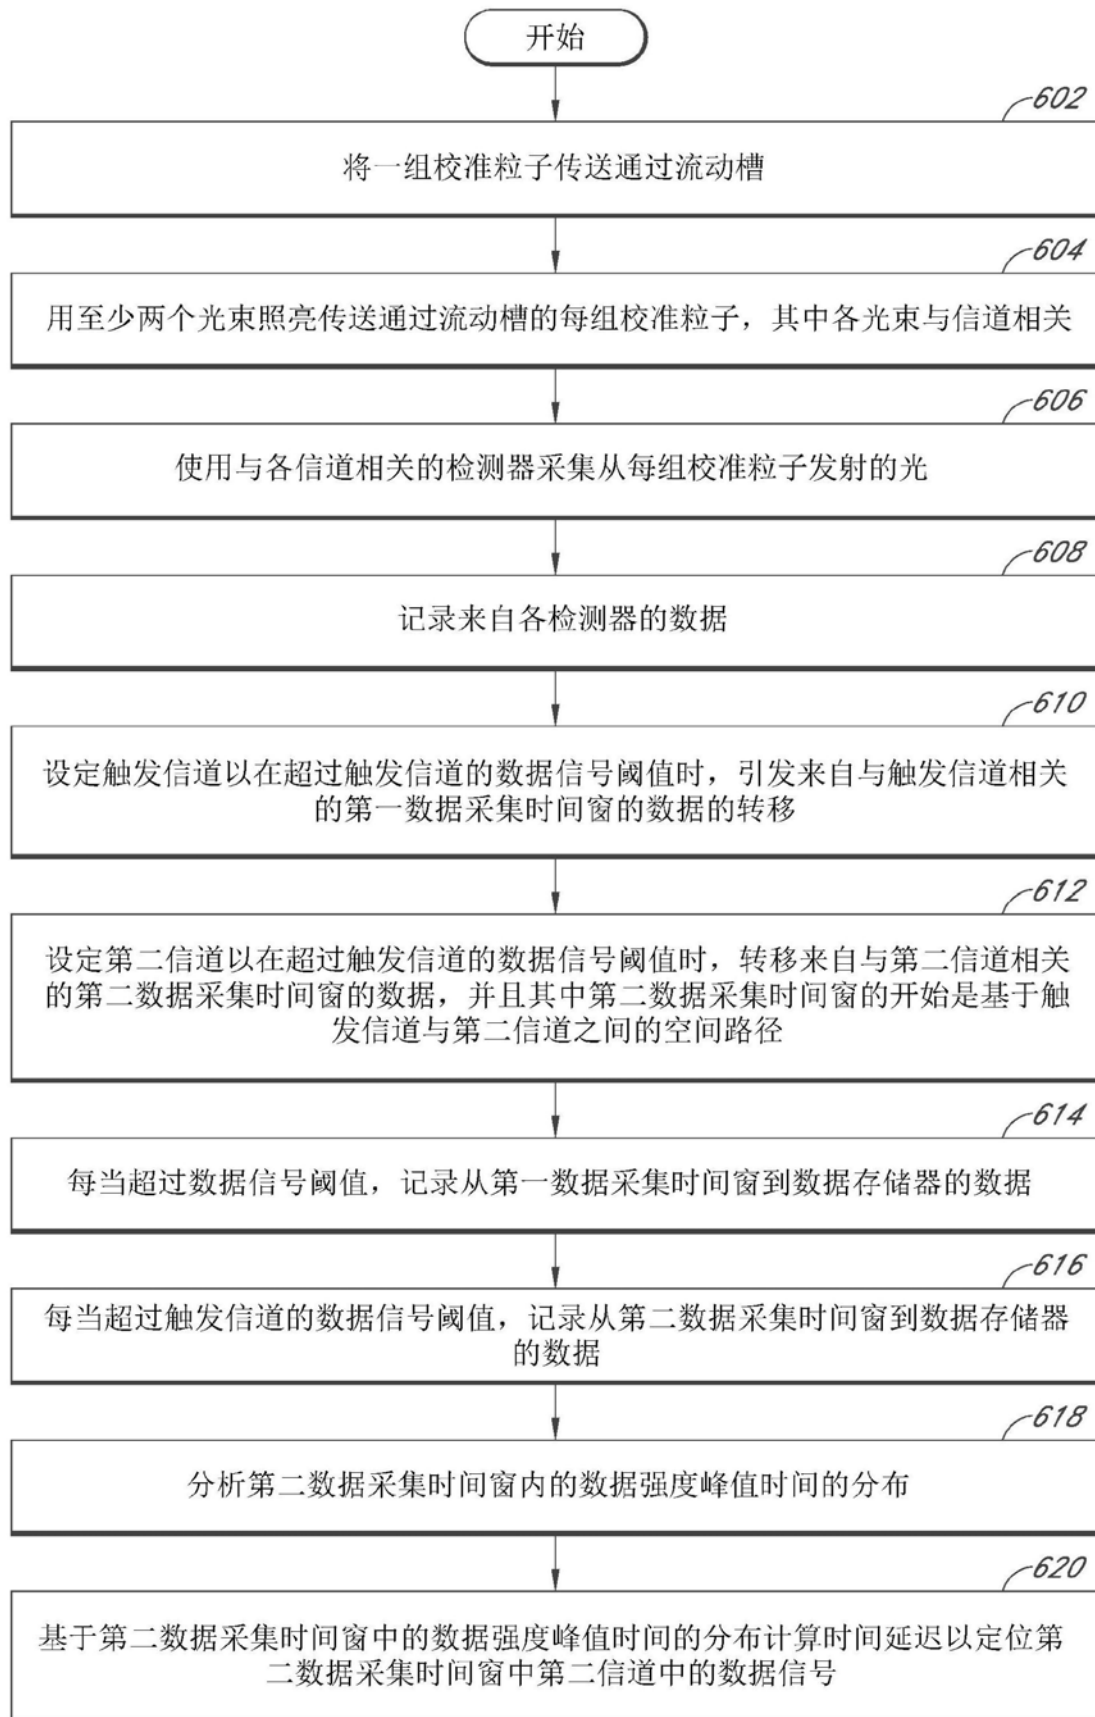 开始
602
将一组校准粒子传送通过流动槽
604
用至少两个光束照亮传送通过流动槽的每组校准粒子，其中各光束与信道相关
606
使用与各信道相关的检测器采集从每组校准粒子发射的光
608
记录来自各检测器的数据
610
设定触发信道以在超过触发信道的数据信号阈值时，引发来自与触发信道相关
的第一数据采集时间窗的数据的转移
612
设定第二信道以在超过触发信道的数据信号阈值时，转移来自与第二信道相关
的第二数据采集时间窗的数据，并且其中第二数据采集时间窗的开始是基于触
发信道与第二信道之间的空间路径
614
每当超过数据信号阈值，记录从第一数据采集时间窗到数据存储器的数据
616
每当超过触发信道的数据信号阈值，记录从第二数据采集时间窗到数据存储器
的数据
618
分析第二数据采集时间窗内的数据强度峰值时间的分布
620
基于第二数据采集时间窗中的数据强度峰值时间的分布计算时间延迟以定位第
二数据采集时间窗中第二信道中的数据信号